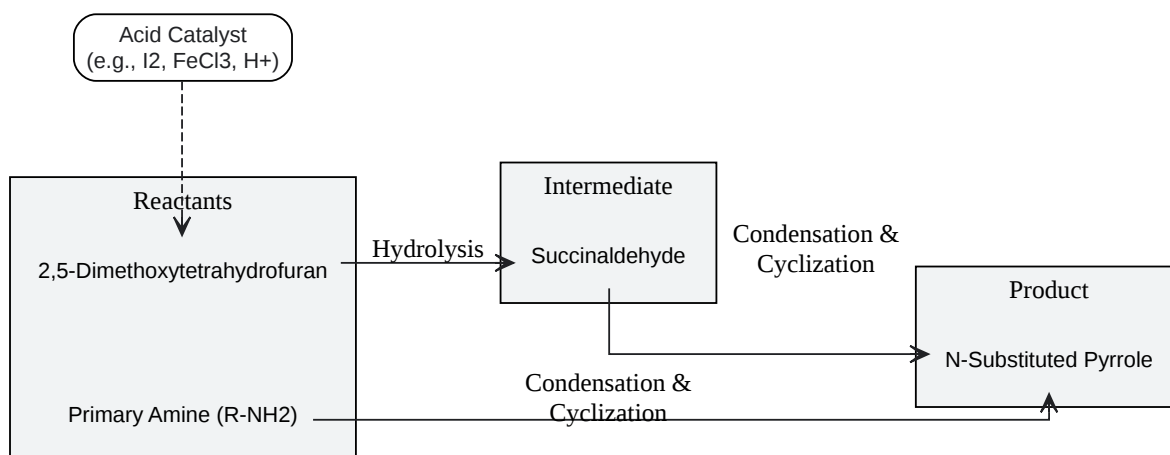 Acid Catalyst
(e.g., I2, FeCl3, H+)
Reactants
2,5-Dimethoxytetrahydrofuran
Primary Amine (R-NH2)
Hydrolysis
Intermediate
Succinaldehyde
Condensation &
Cyclization
Condensation &
Cyclization
Product
N-Substituted Pyrrole